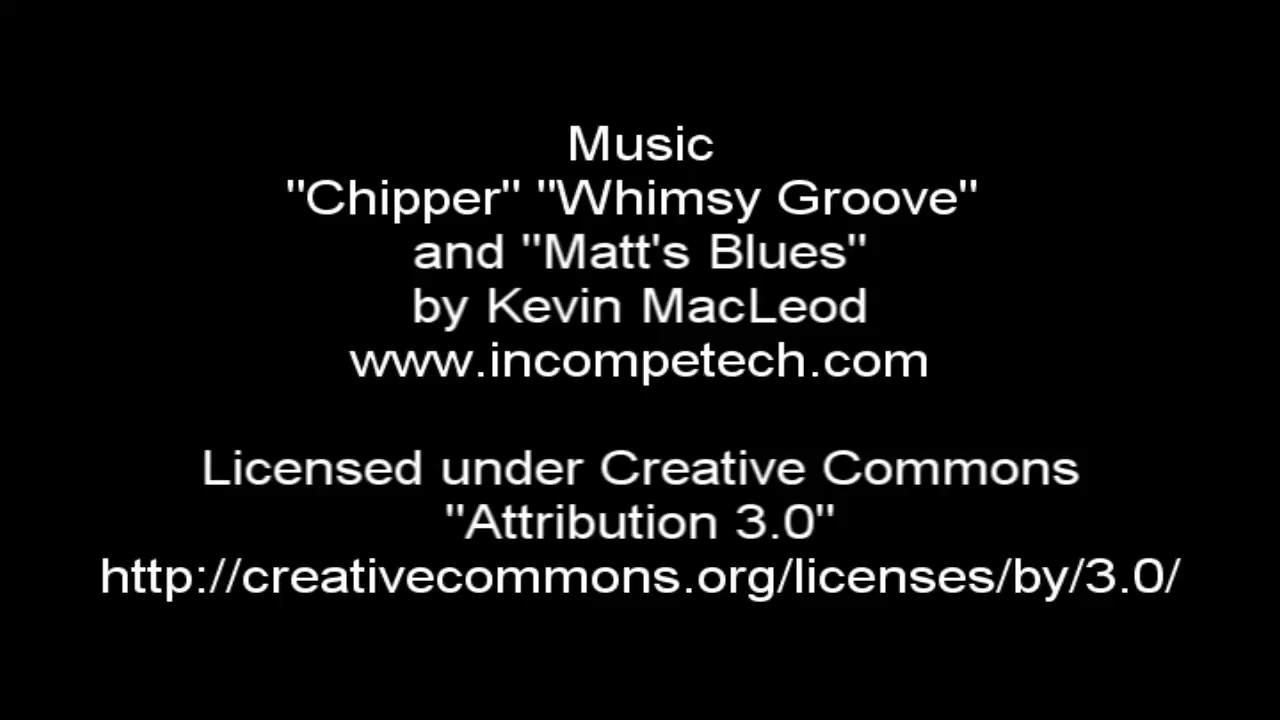 Music
"Chipper" "Whimsy Groove"
and "Matt's Blues"
by Kevin MacLeod
www.incompetech.com
Licensed under Creative Commons
"Attribution 3.0"
http://creativecommons.org/licenses/by/3.0/